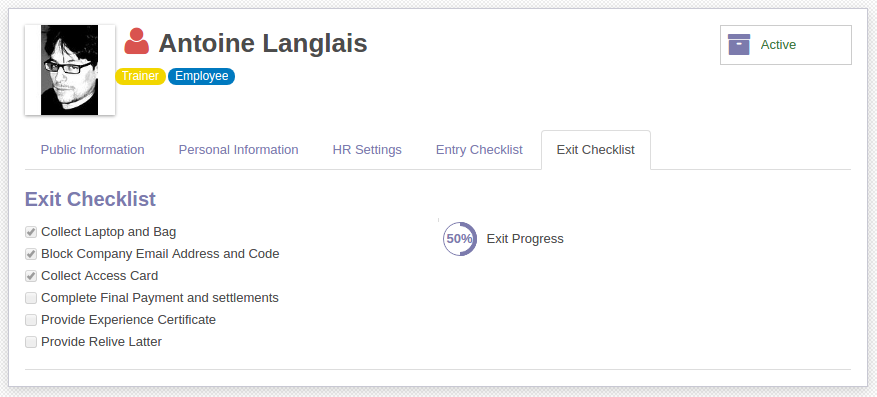 Antoine Langlais
Active
Trainer Employee
Public Information Personal Information HR Settings Entry Checklist Exit Checklist
Exit Checklist
Collect Laptop and Bag
50% Exit Progress
Block Company Email Address and Code
Collect Access Card
Complete Final Payment and settlements
Provide Experience Certificate
Provide Relive Latter